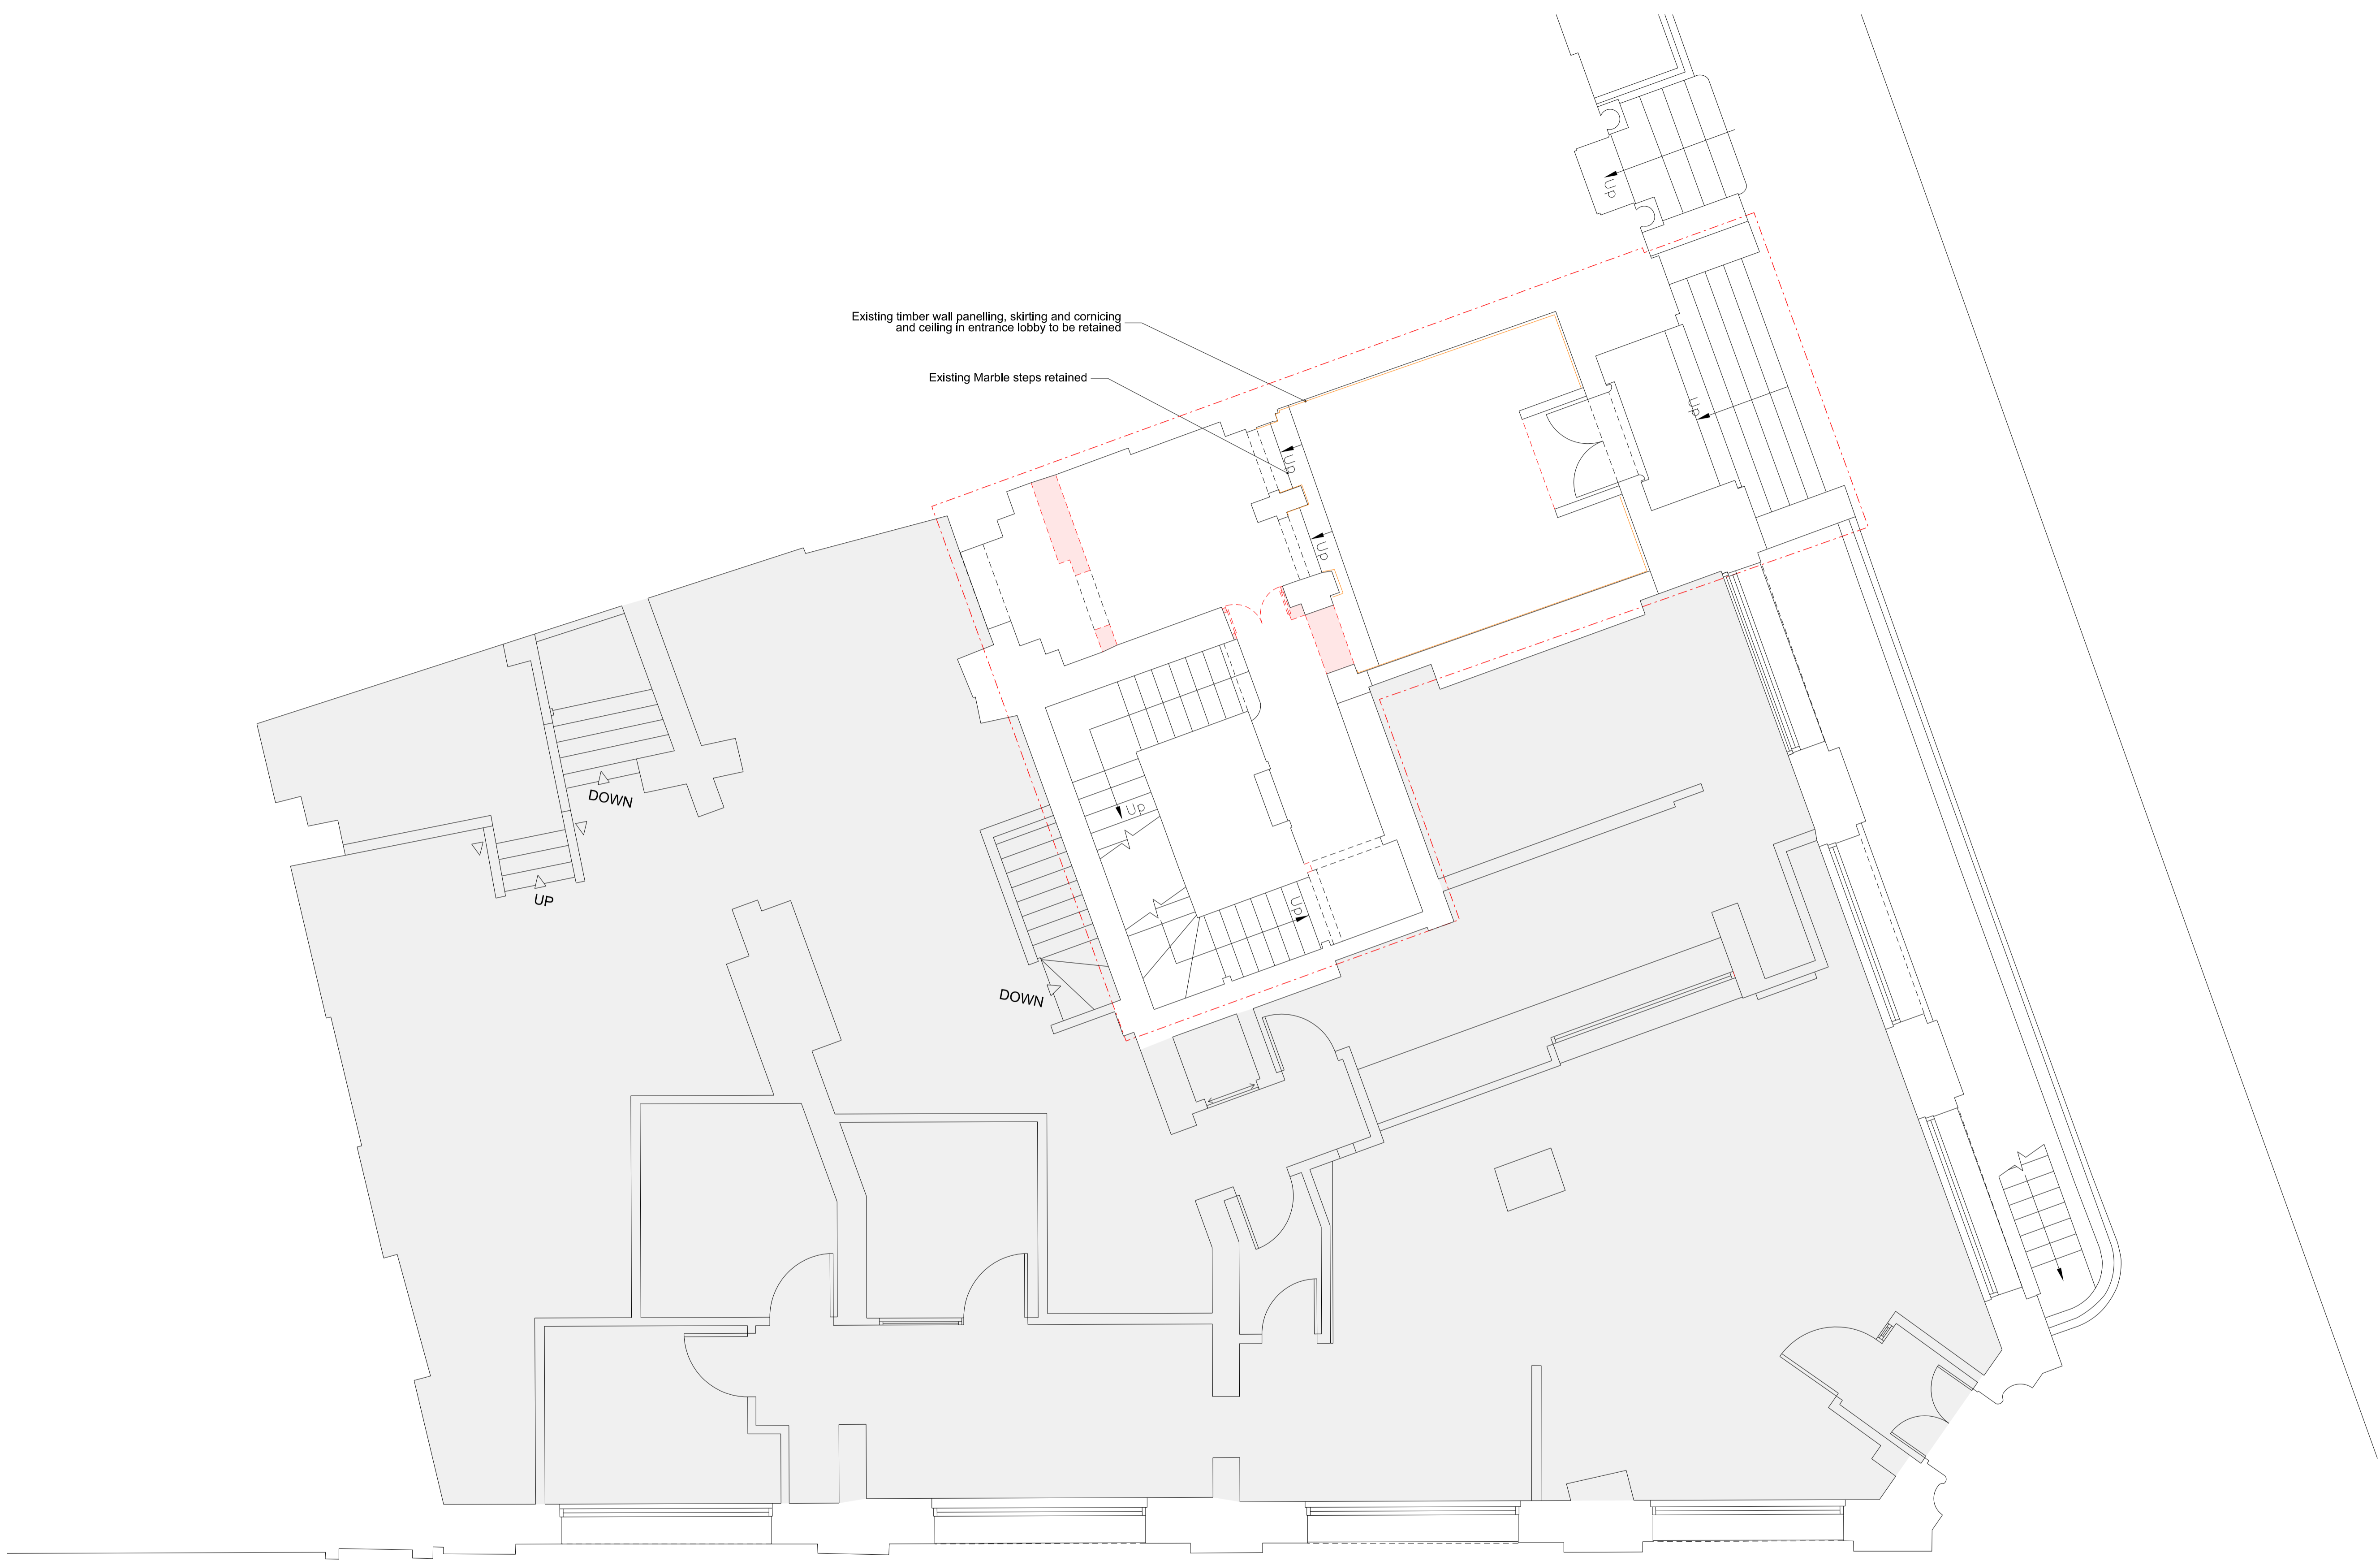 Up
Existing timber wall panelling, skirting and cornicing
and ceiling in entrance lobby to be retained
Existing Marble steps retained
Up
Up
Up
DOWN
Up
UP
Up
DOWN